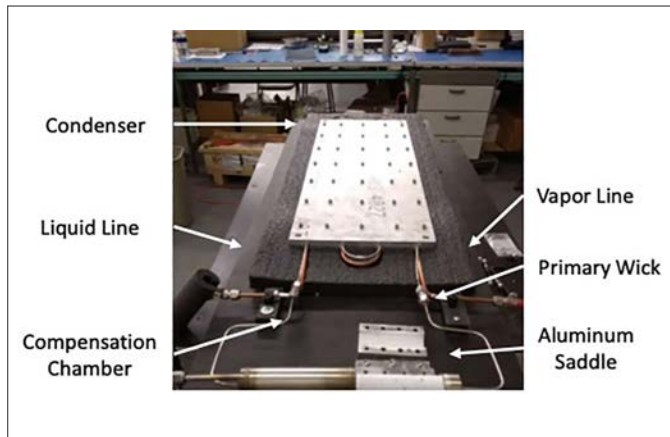 Condenser
Liquid Line
Compensation
Chamber
Vapor Line
Primary Wick
Aluminum
Saddle